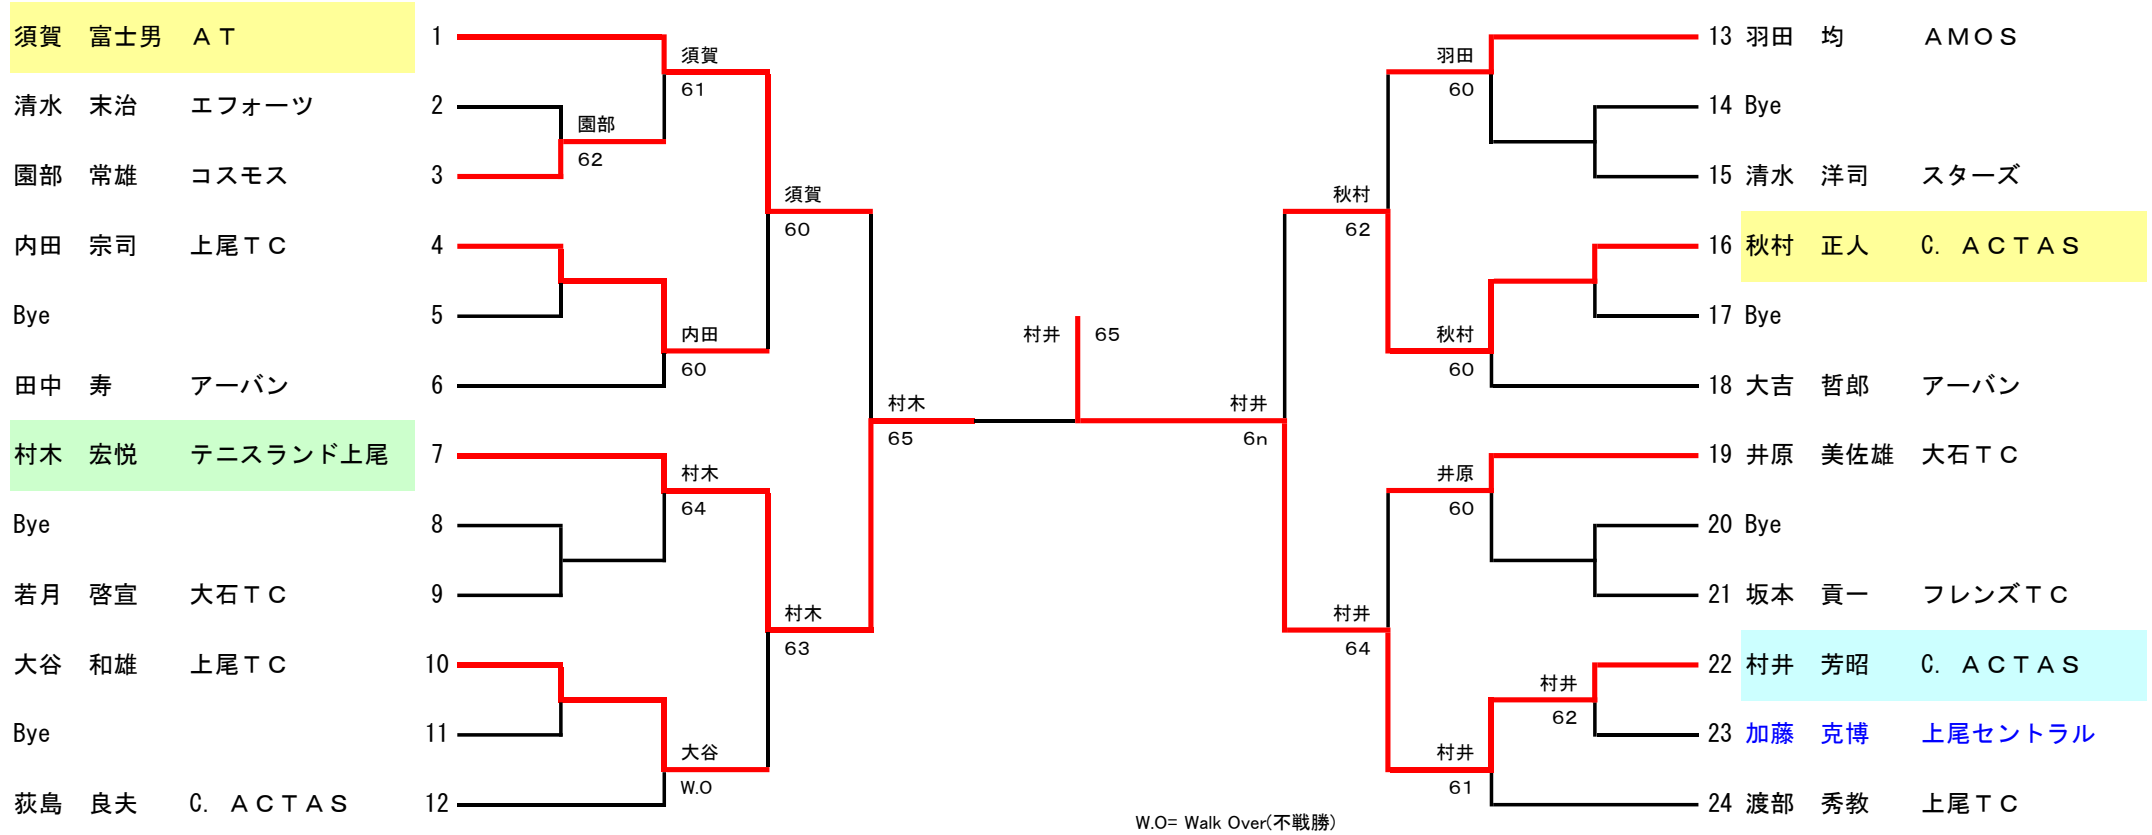 須賀 富士男 ＡＴ 1
清水 末治 エフォーツ 2
園部 常雄 コスモス 3
内田 宗司 上尾ＴＣ 4
Bye 5
田中 寿 アーバン 6
村木 宏悦 テニスランド上尾 7
Bye 8
若月 啓宣 大石ＴＣ 9
大谷 和雄 上尾ＴＣ 10
Bye 11
荻島 良夫 C. ＡＣＴＡＳ 12
園部
62
須賀
61
内田
60
村木
64
大谷
W.O
須賀
60
村木
63
村木
65
村井 65
村井
6n
秋村
62
村井
64
羽田
60
秋村
60
井原
60
村井
61
村井
62
13 羽田 均 ＡＭＯＳ
14 Bye
15 清水 洋司 スターズ
16 秋村 正人 C. ＡＣＴＡＳ
17 Bye
18 大吉 哲郎 アーバン
19 井原 美佐雄 大石ＴＣ
20 Bye
21 坂本 貢一 フレンズＴＣ
22 村井 芳昭 C. ＡＣＴＡＳ
23 加藤 克博 上尾セントラル
24 渡部 秀教 上尾ＴＣ
W.O= Walk Over(不戦勝)